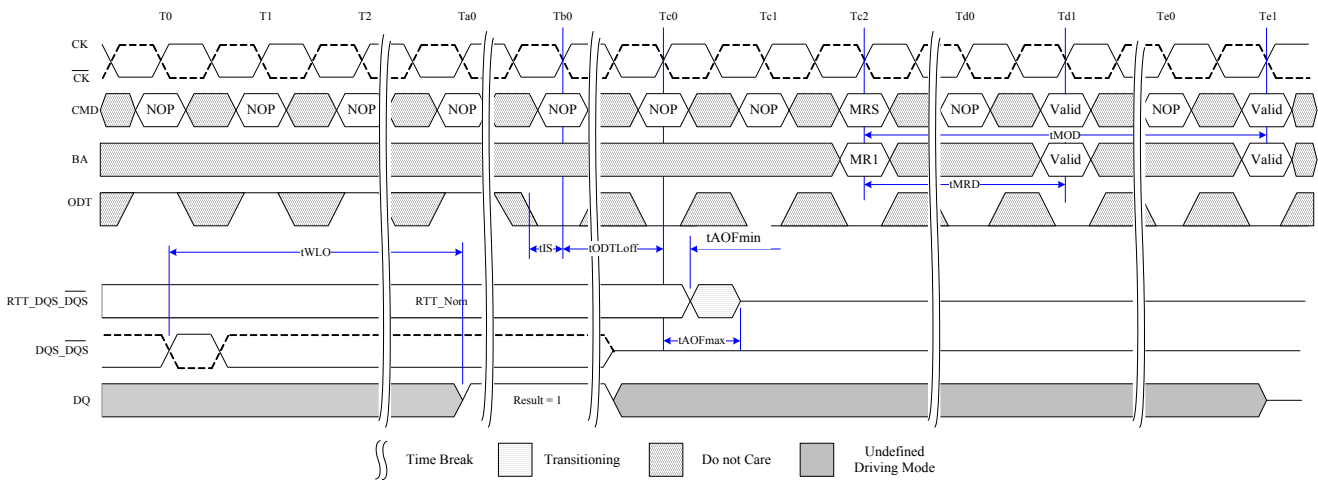 T0 T1 T2 Ta0 Tb0 Tc0 Tc1 Tc2 Td0 Td1 Te0 Te1
CK
CK
CMD NOP NOP NOP NOP NOP NOP NOP MRS NOP Valid NOP Valid
tMOD
BA MR1 Valid Valid
tMRD
ODT
tAOFmin
tWLO tIS tODTLoff
RTT_DQS_DQS RTT_Nom
tAOFmax
DQS_DQS
DQ Result = 1
Time Break Transitioning Do not Care Undefined
Driving Mode